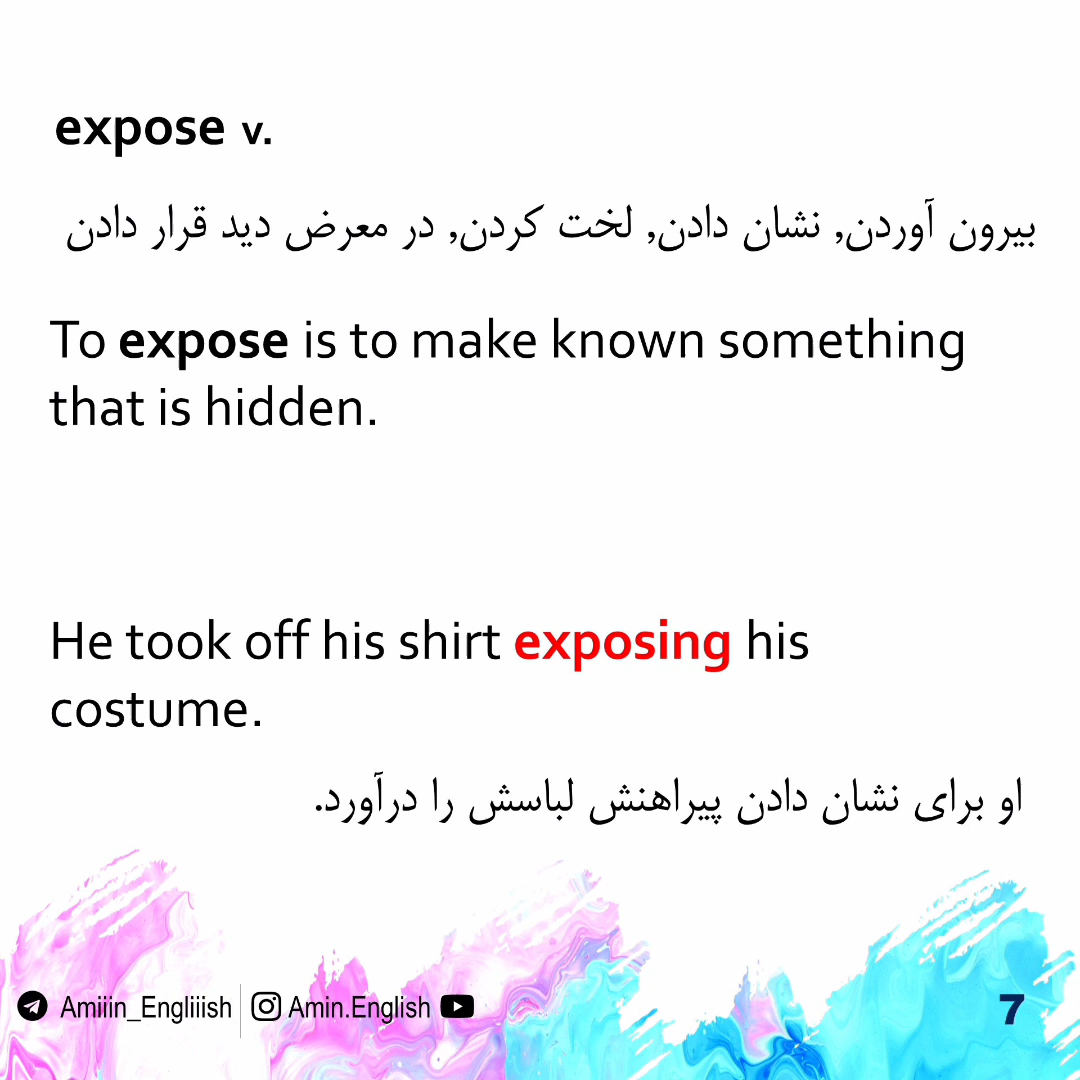 expose v.
بیرون آوردن, نشان دادن, لخت کردن, در معرض دید قرار دادن
To expose is to make known something
that is hidden.
He took off his shirt exposing his
costume.
او برای نشان دادن پیراهنش لباسش را درآورد.
Amiiin_Engliiish Amin.English 7